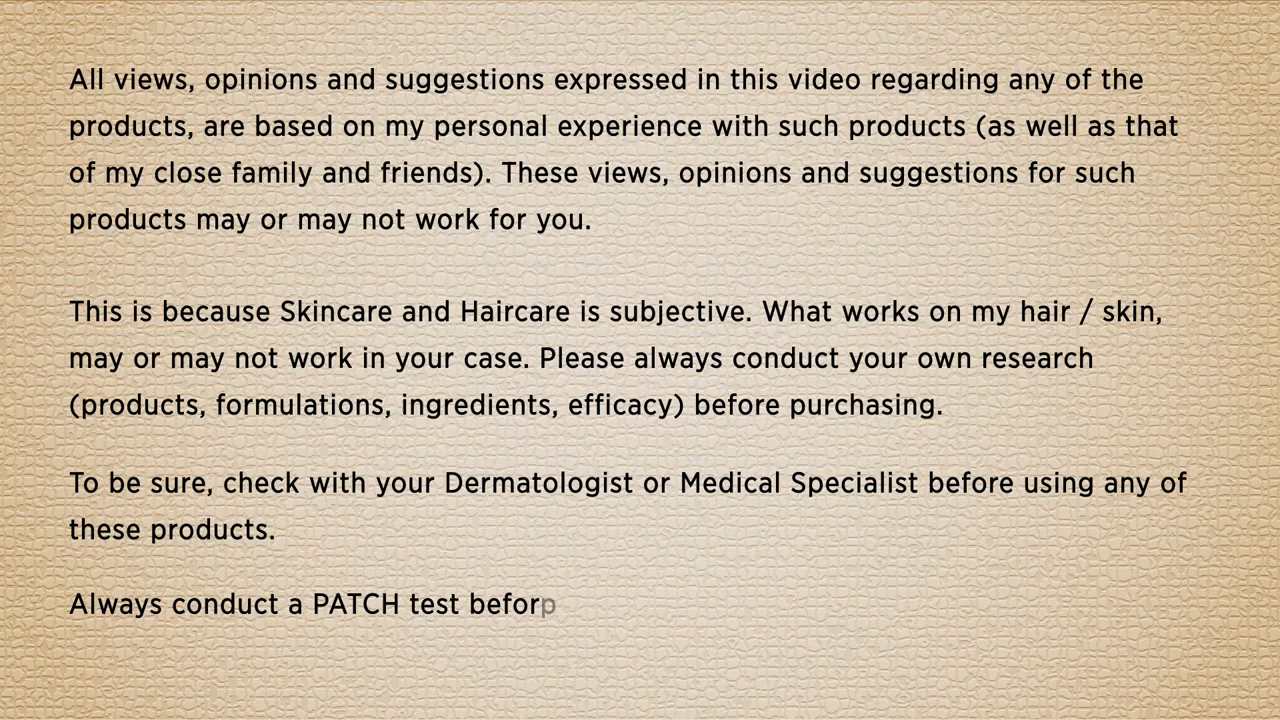 All views, opinions and suggestions expressed in this video regarding any of the
products, are based on my personal experience with such products (as well as that
of my close family and friends). These views, opinions and suggestions for such
products may or may not work for you.
This is because Skincare and Haircare is subjective. What works on my hair / skin,
may or may not work in your case. Please always conduct your own research
(products, formulations, ingredients, efficacy) before purchasing.
To be sure, check with your Dermatologist or Medical Specialist before using any of
these products.
Always conduct a PATCH test beforp